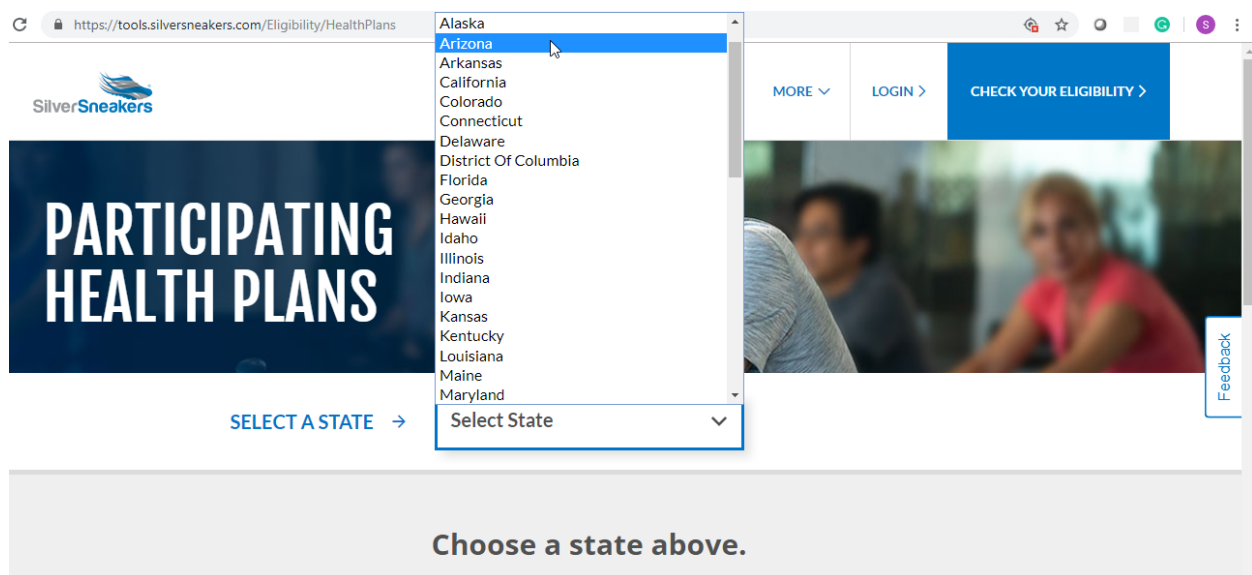 https://tools.silversneakers.com/Eligibility/HealthPlans
S
SilverSneakers
MORE
LOGIN
CHECK YOUR ELIGIBILITY
Alaska
Arizona
Arkansas
California
Colorado
Connecticut
Delaware
District Of Columbia
Florida
Georgia
Hawaii
Idaho
Illinois
Indiana
Iowa
Kansas
Kentucky
Louisiana
Maine
Maryland
PARTICIPATING
HEALTH PLANS
Feedback
SELECT A STATE →
Select State
Choose a state above.